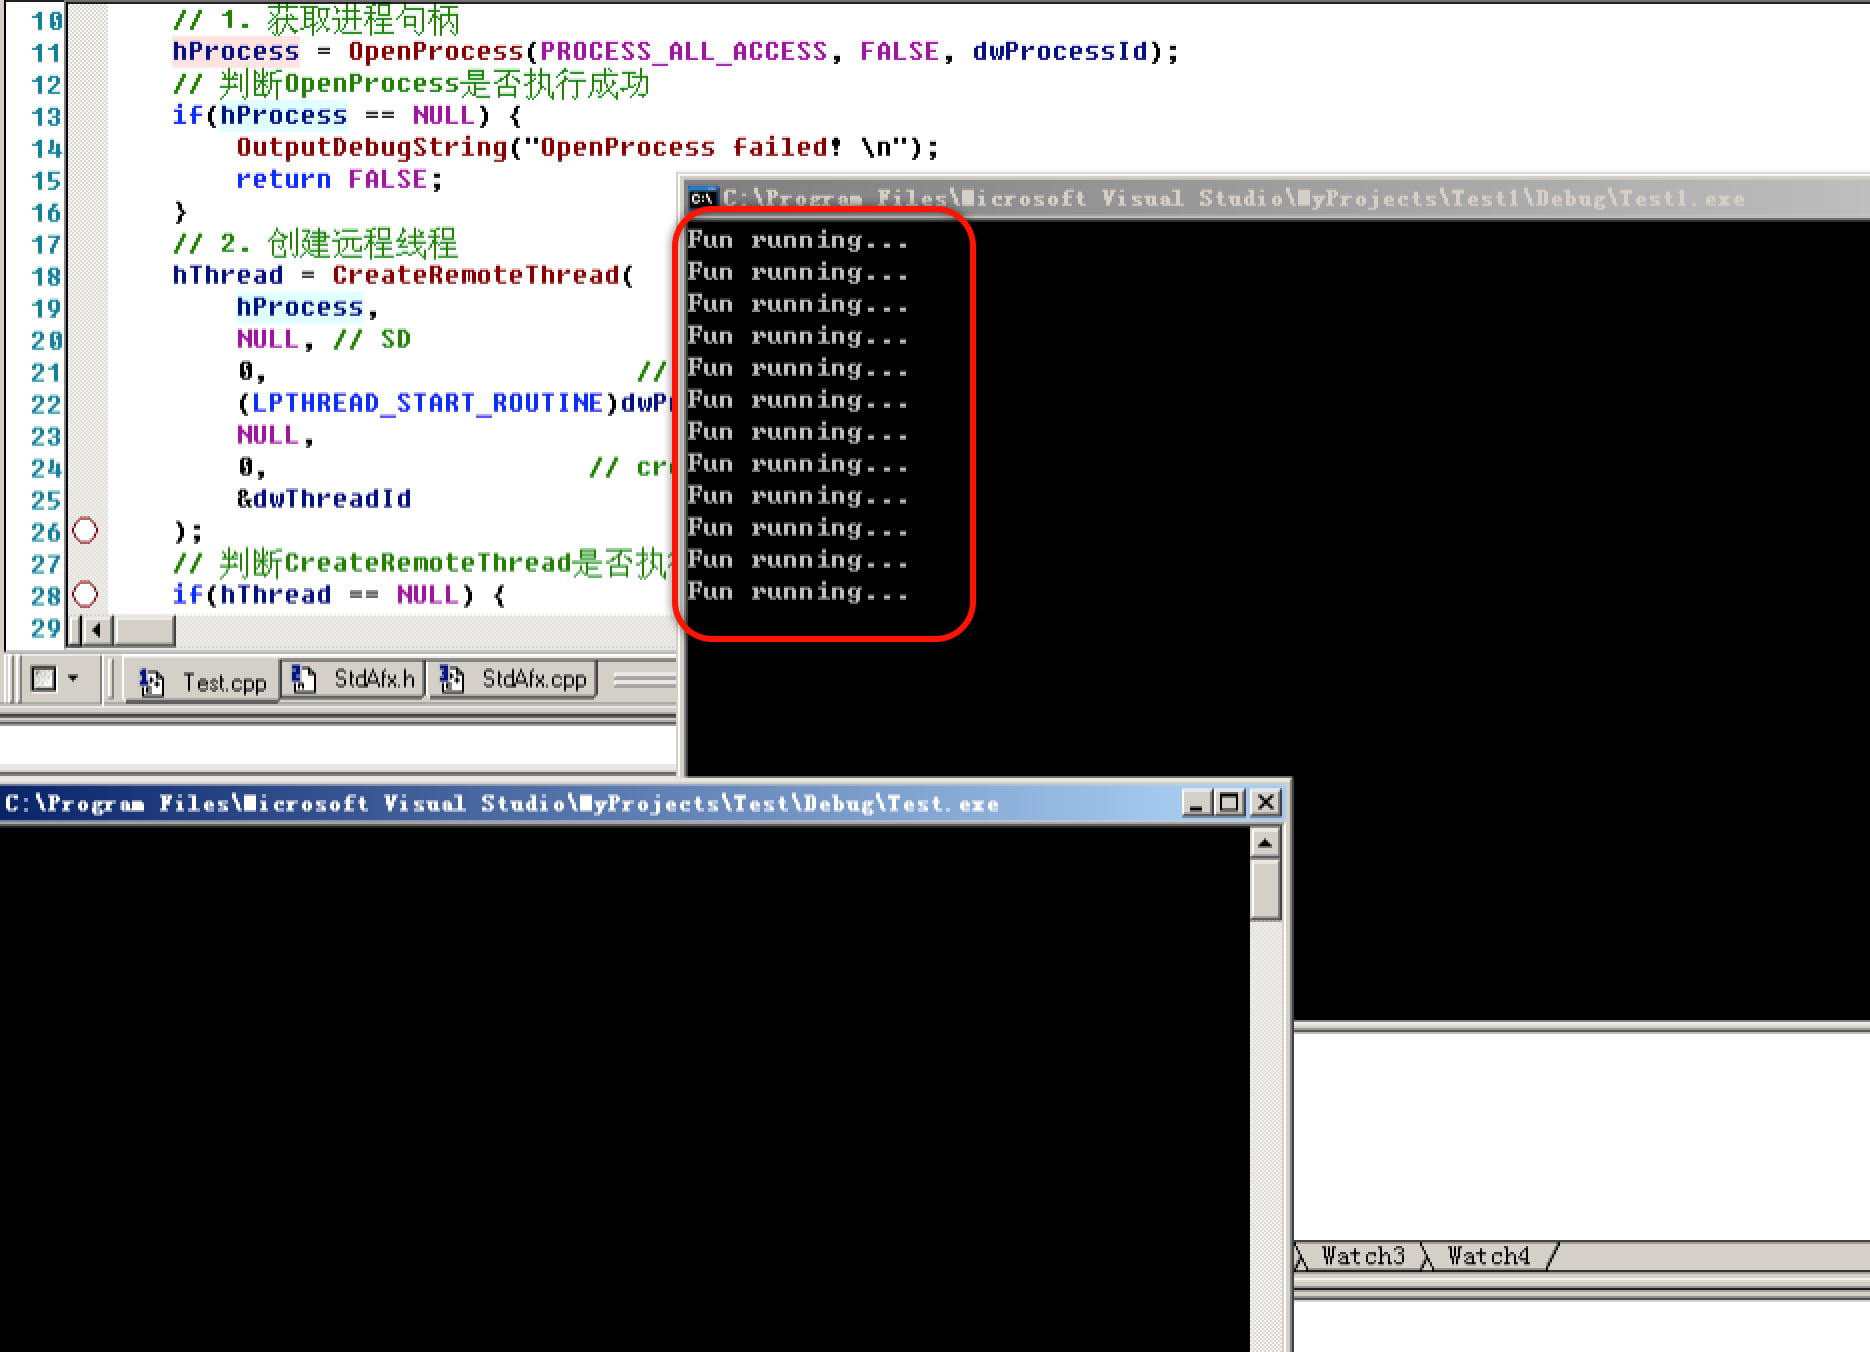 10 // 1. 获取进程句柄
11 hProcess = OpenProcess(PROCESS_ALL_ACCESS, FALSE, dwProcessId);
12 // 判断OpenProcess是否执行成功
13 if(hProcess == NULL) {
14 OutputDebugString("OpenProcess failed! \n");
15 return FALSE;
16 }
17 // 2. 创建远程线程
18 hThread = CreateRemoteThread(
19 hProcess,
20 NULL, // SD
21 0, //
22 (LPTHREAD_START_ROUTINE)dwP
23 NULL,
24 0, // cr
25 &dwThreadId
26 );
27 // 判断CreateRemoteThread是否执
28 if(hThread == NULL) {
29
Test.cpp StdAfx.h StdAfx.cpp
C:\Program Files\Microsoft Visual Studio\MyProjects\Test1\Debug\Test1.exe
Fun running...
Fun running...
Fun running...
Fun running...
Fun running...
Fun running...
Fun running...
Fun running...
Fun running...
Fun running...
Fun running...
Fun running...
C:\Program Files\Microsoft Visual Studio\MyProjects\Test\Debug\Test.exe
Watch3 Watch4